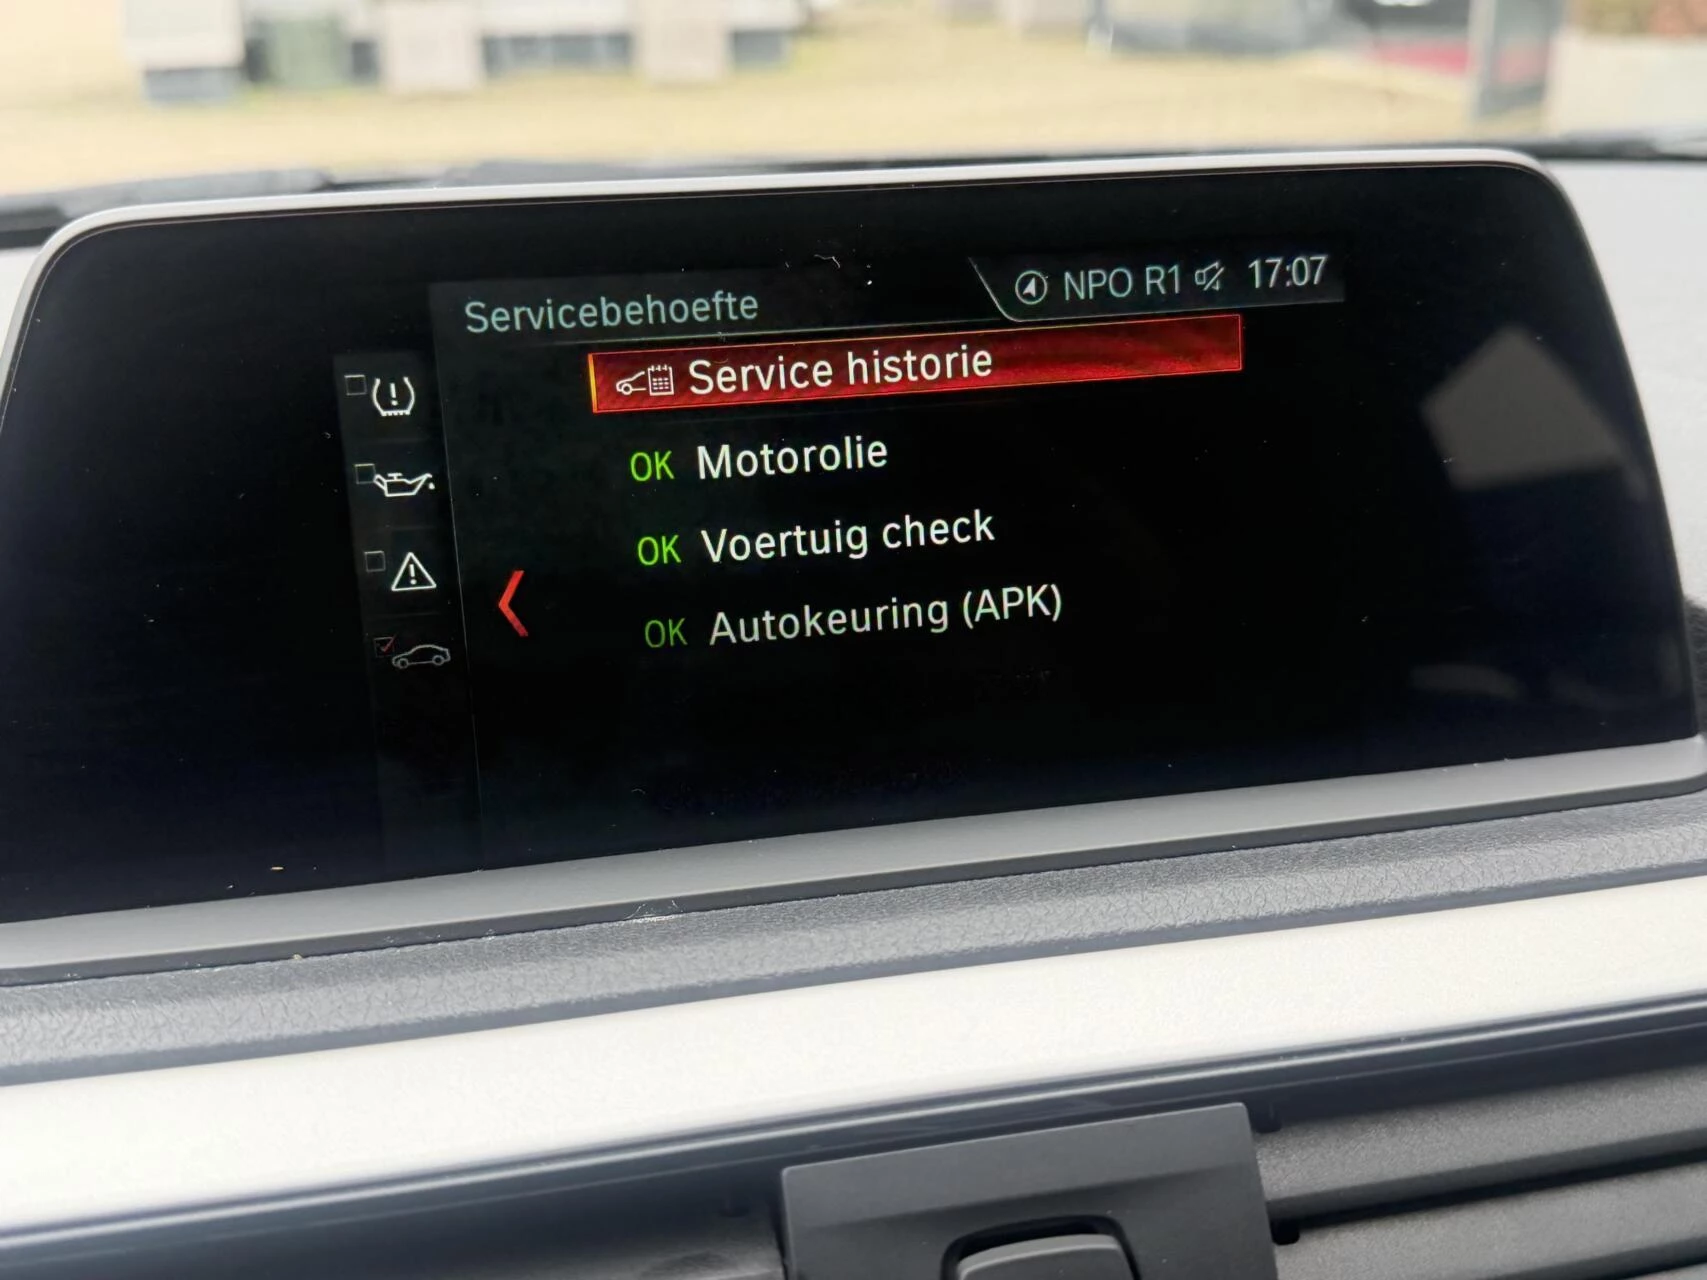 Servicebehoefte
NPO R1 17:07
Service historie
OK Motorolie
OK Voertuig check
OK Autokeuring (APK)